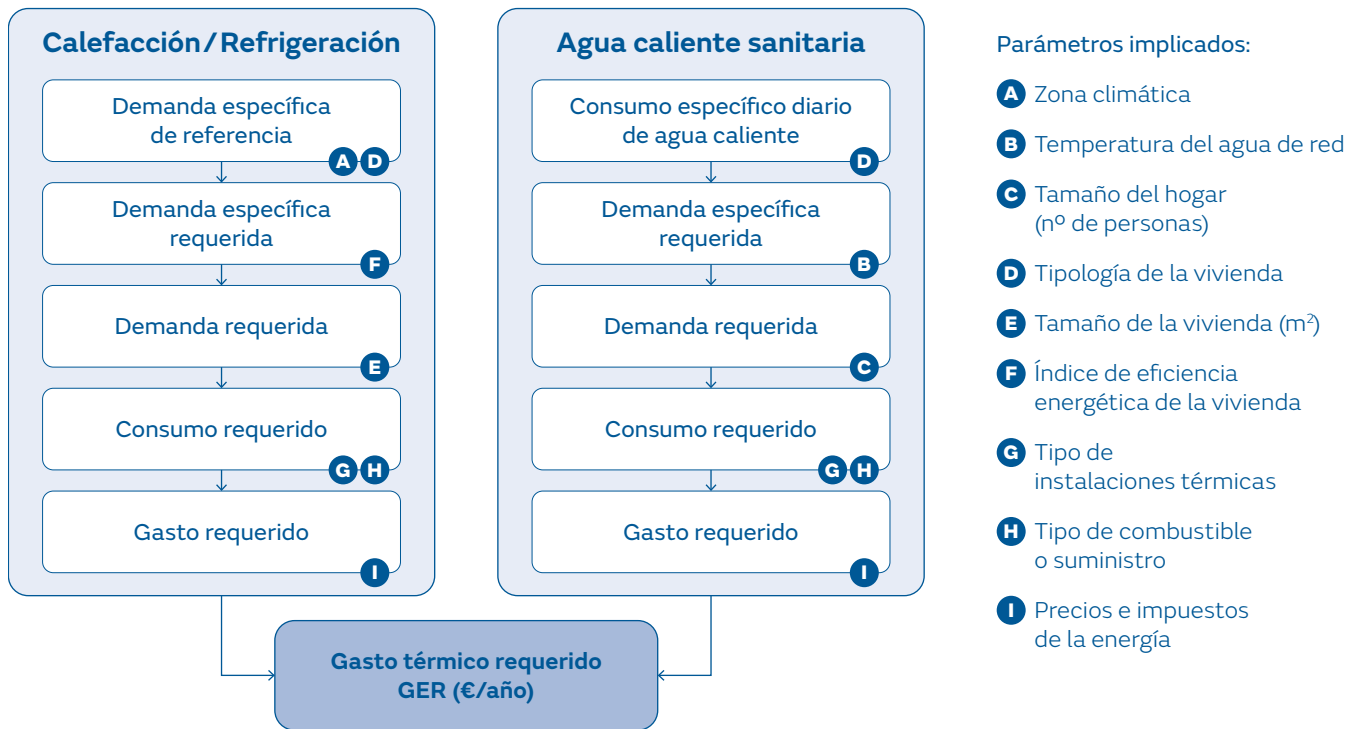 Calefacción/Refrigeración
Demanda específica
de referencia
A D
Demanda específica
requerida
F
Demanda requerida
E
Consumo requerido
G H
Gasto requerido
I
Agua caliente sanitaria
Consumo específico diario
de agua caliente
D
Demanda específica
requerida
B
Demanda requerida
C
Consumo requerido
G H
Gasto requerido
I
Gasto térmico requerido
GER (€/año)
Parámetros implicados:
A Zona climática
B Temperatura del agua de red
C Tamaño del hogar
(nº de personas)
D Tipología de la vivienda
E Tamaño de la vivienda (m²)
F Índice de eficiencia
energética de la vivienda
G Tipo de
instalaciones térmicas
H Tipo de combustible
o suministro
I Precios e impuestos
de la energía